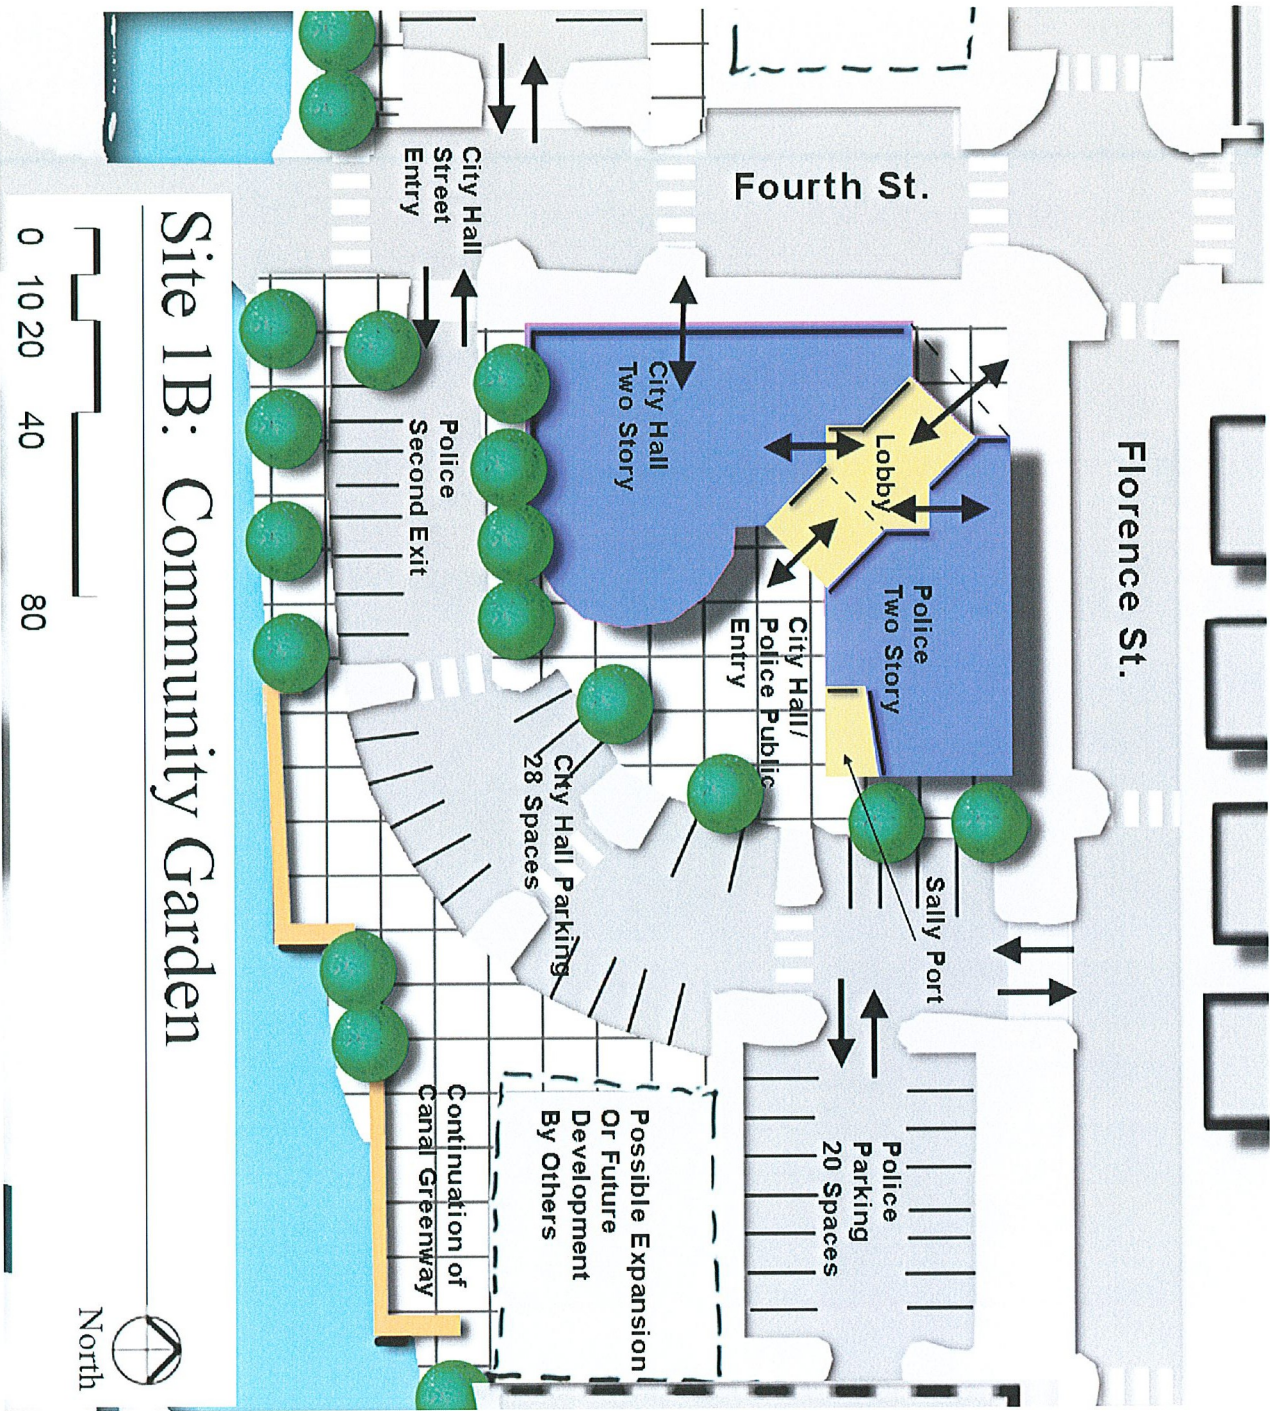 Florence St.
Fourth St.
Lobby
Police
Two Story
City Hall
Two Story
City Hall/
Police Public
Entry
Sally Port
Police
Parking
20 Spaces
City Hall
Street
Entry
Police
Second Exit
City Hall Parking
28 Spaces
Possible Expansion
Or Future
Development
By Others
Continuation of
Canal Greenway
Site 1B: Community Garden
0 10 20 40 80
North